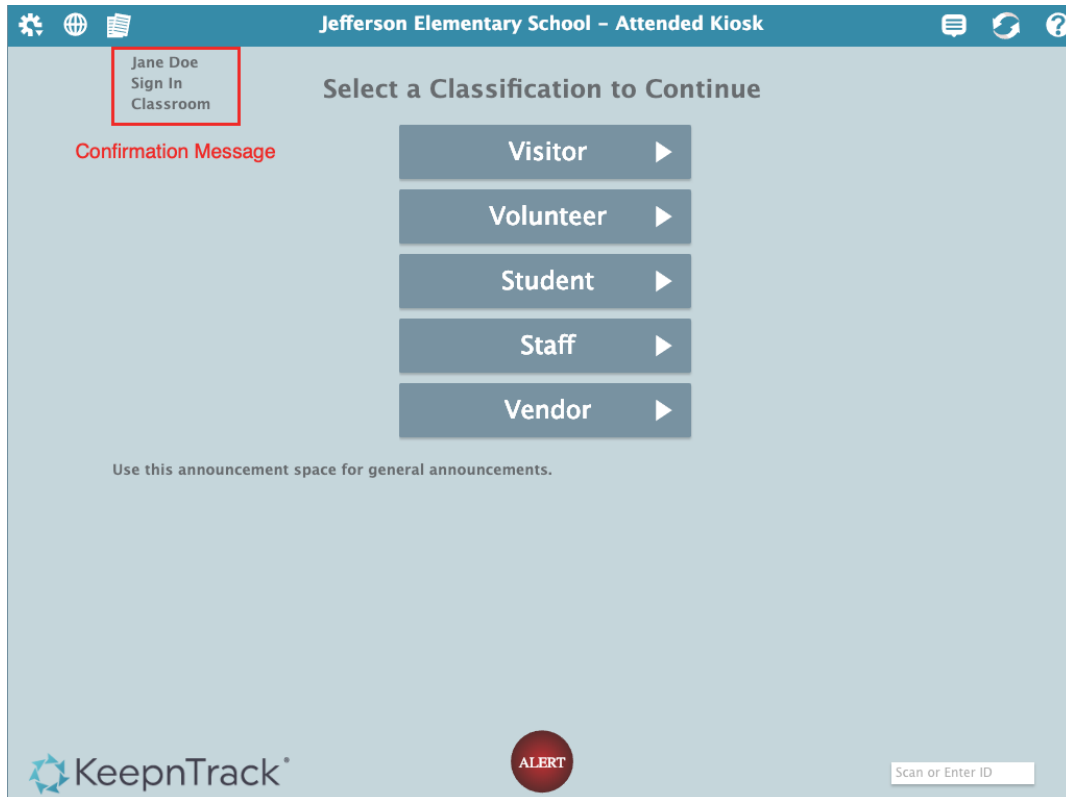 Jefferson Elementary School – Attended Kiosk
Jane Doe
Sign In
Classroom
Confirmation Message
Select a Classification to Continue
Visitor
Volunteer
Student
Staff
Vendor
Use this announcement space for general announcements.
KeepnTrack®
ALERT
Scan or Enter ID